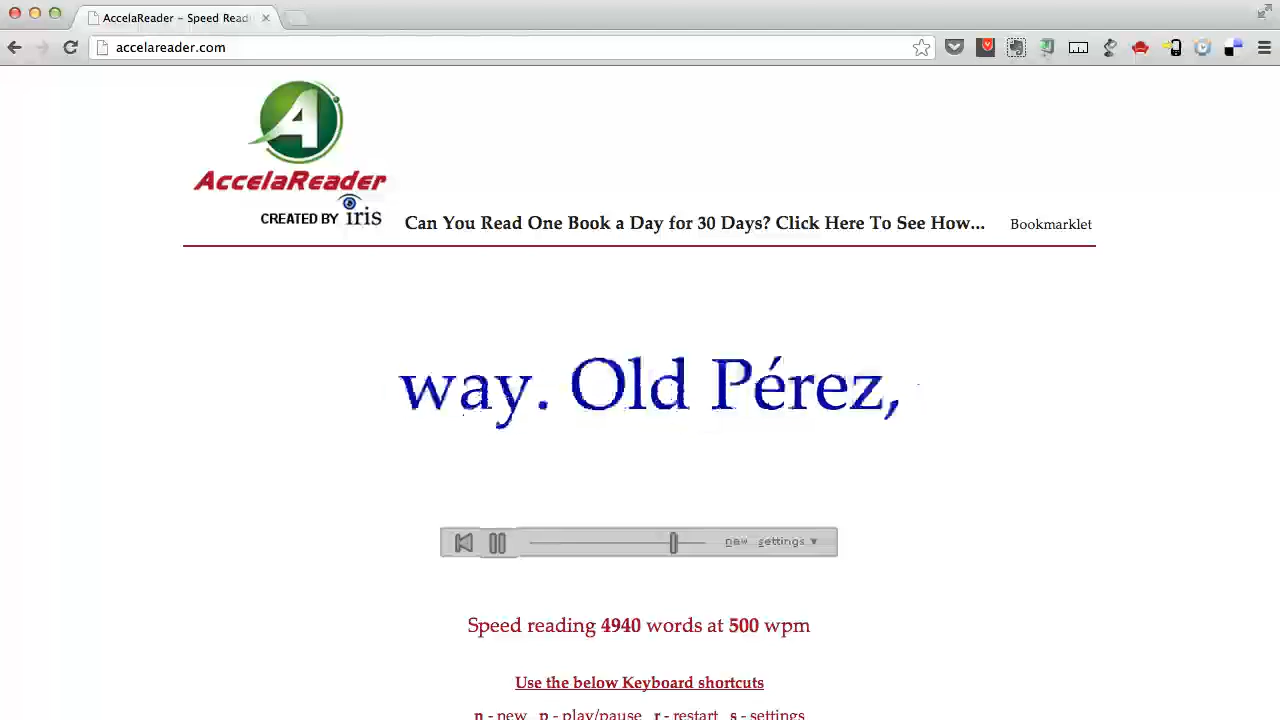 AccelaReader - Speed Read
accelareader.com
A
AccelaReader
CREATED BY iris
Can You Read One Book a Day for 30 Days? Click Here To See How... Bookmarklet
way. Old Pérez,
new settings ▼
Speed reading 4940 words at 500 wpm
Use the below Keyboard shortcuts
n - new p - play/pause r - restart s - settings